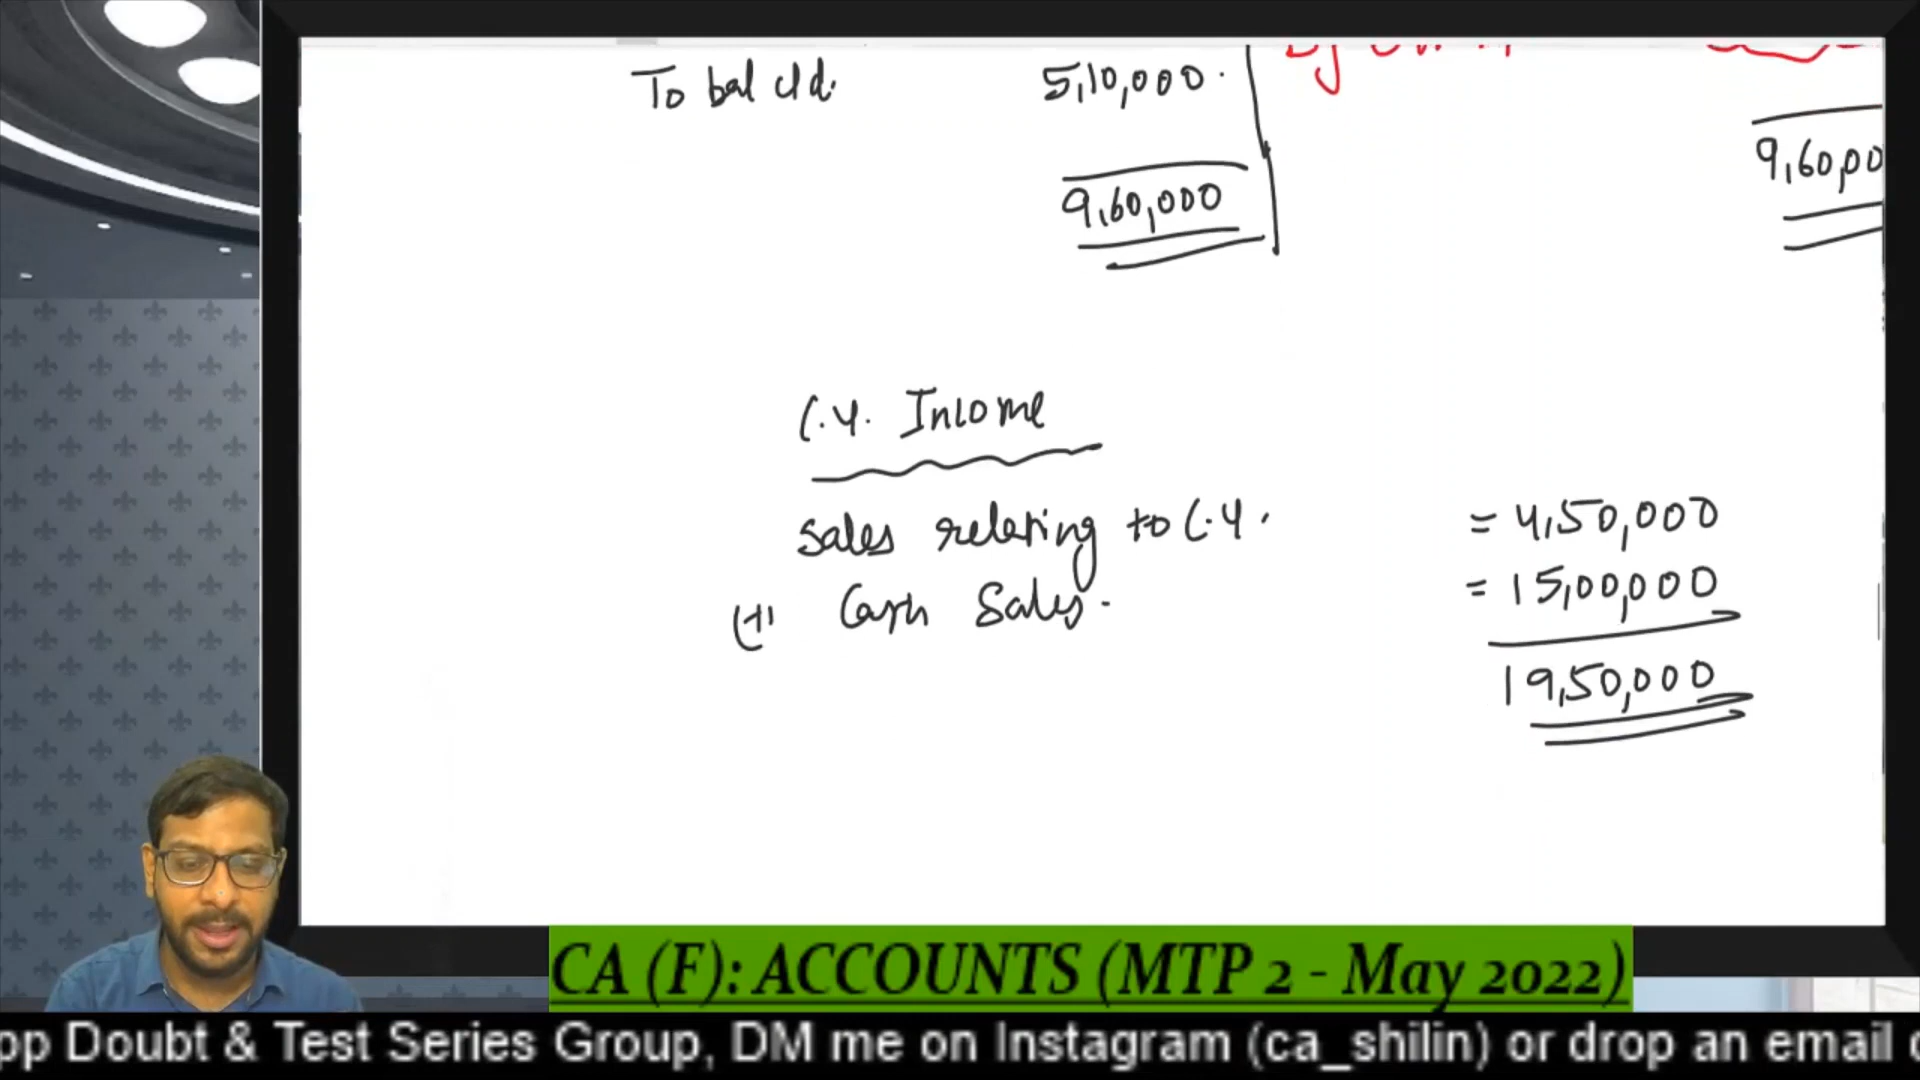 To bal c/d. 5,10,000.
9,60,000
9,60,00
C.Y. Income
Sales relating to C.Y. = 4,50,000
(+) Cash Sales. = 15,00,000
19,50,000
CA (F): ACCOUNTS (MTP 2 - May 2022)
pp Doubt & Test Series Group, DM me on Instagram (ca_shilin) or drop an email